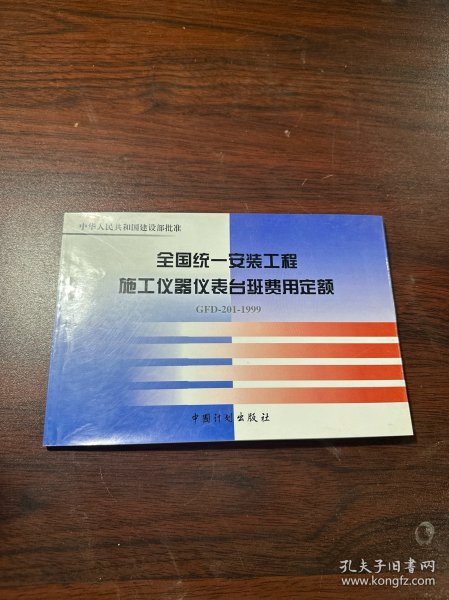 中华人民共和国建设部批准
全国统一安装工程
施工仪器仪表台班费用定额
GFD-201-1999
中国计划出版社
孔夫子旧书网
www.kongfz.com